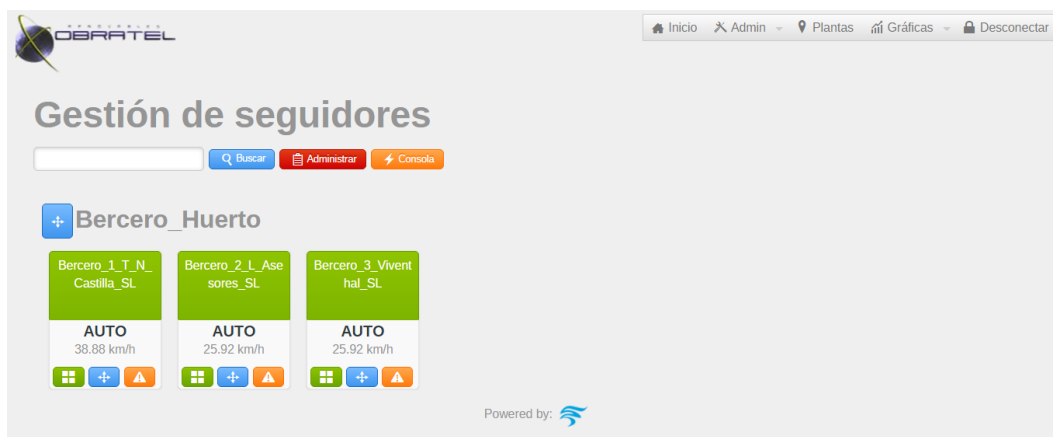 OBRATEL
Inicio Admin Plantas Gráficas Desconectar
Gestión de seguidores
Buscar Administrar Consola
Bercero_Huerto
Bercero_1_T_N_
Castilla_SL
AUTO
38.88 km/h
Bercero_2_L_Ase
sores_SL
AUTO
25.92 km/h
Bercero_3_Vivent
hal_SL
AUTO
25.92 km/h
Powered by: